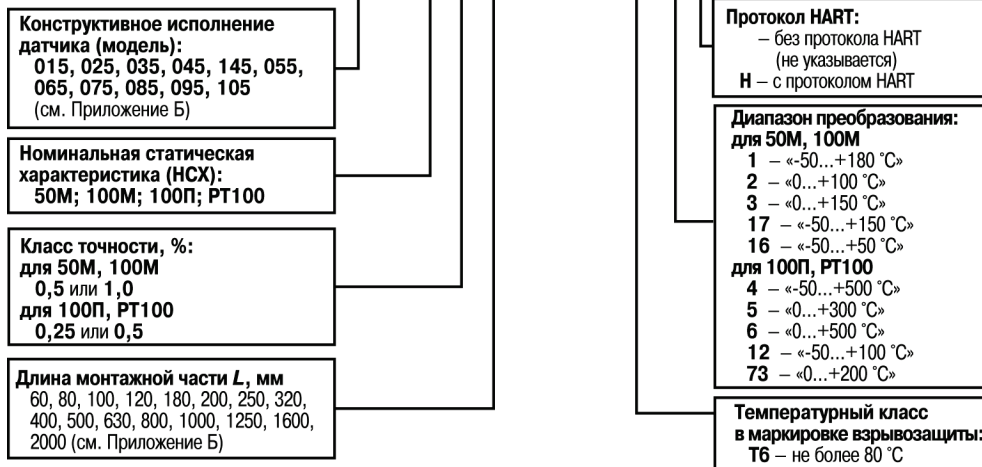 Конструктивное исполнение
датчика (модель):
015, 025, 035, 045, 145, 055,
065, 075, 085, 095, 105
(см. Приложение Б)
Номинальная статическая
характеристика (НСХ):
50М; 100М; 100П; РТ100
Класс точности, %:
для 50М, 100М
0,5 или 1,0
для 100П, РТ100
0,25 или 0,5
Длина монтажной части L, мм
60, 80, 100, 120, 180, 200, 250, 320,
400, 500, 630, 800, 1000, 1250, 1600,
2000 (см. Приложение Б)
Протокол HART:
– без протокола HART
(не указывается)
Н – с протоколом HART
Диапазон преобразования:
для 50М, 100М
1 – «-50...+180 °С»
2 – «0...+100 °С»
3 – «0...+150 °С»
17 – «-50...+150 °С»
16 – «-50...+50 °С»
для 100П, РТ100
4 – «-50...+500 °С»
5 – «0...+300 °С»
6 – «0...+500 °С»
12 – «-50...+100 °С»
73 – «0...+200 °С»
Температурный класс
в маркировке взрывозащиты:
Т6 – не более 80 °С